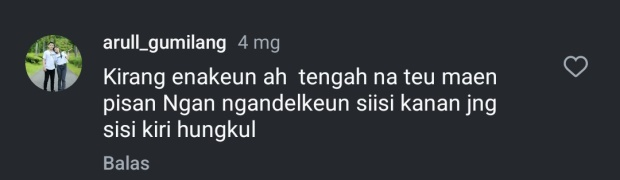 arull_gumilang 4 mg
Kirang enakeun ah  tengah na teu maen
pisan Ngan ngandelkeun siisi kanan jng
sisi kiri hungkul
Balas